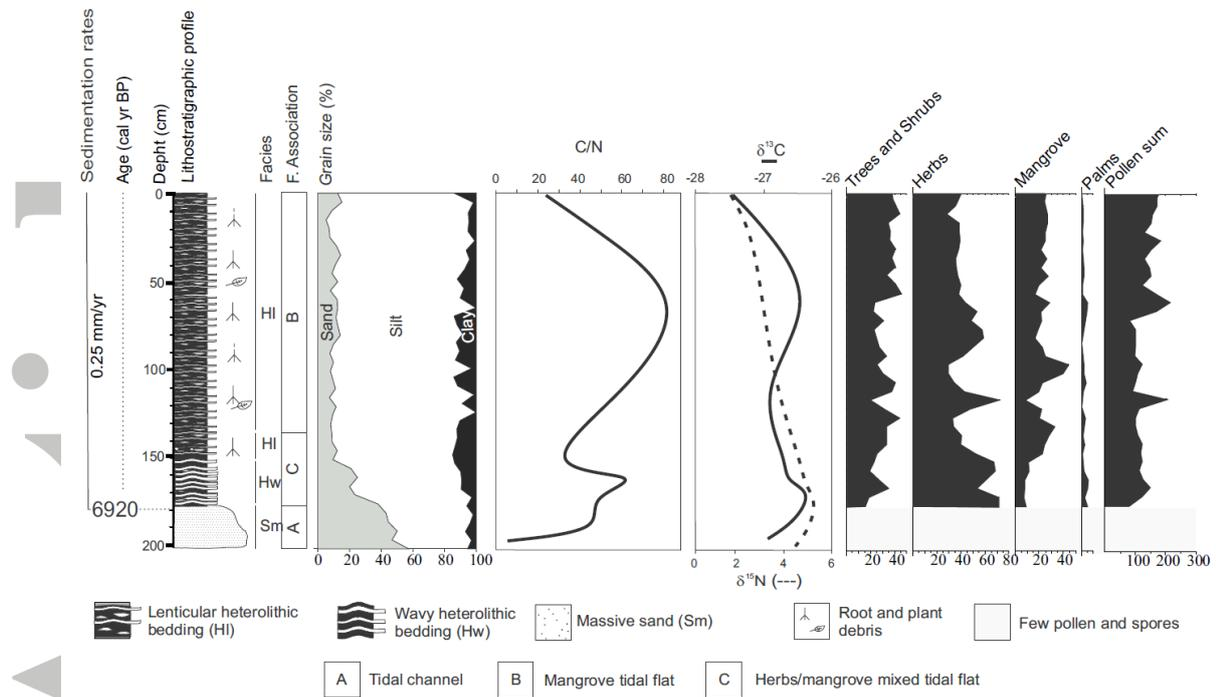 Sedimentation rates
Age (cal yr BP)
Depht (cm)
Lithostratigraphic profile
Facies
F. Association
Grain size (%)
C/N
δ¹³C
Trees and Shrubs
Herbs
Mangrove
Palms
Pollen sum
0 20 40 60 80
-28 -27 -26
0
50
100
150
200
0.25 mm/yr
6920
Hl
Hl
Hw
Sm
B
C
A
Sand
Silt
Clay
0 20 40 60 80 100
0 2 4 6
δ¹⁵N (---)
20 40
20 40 60 80
20 40
100 200 300
Lenticular heterolithic
bedding (Hl)
Wavy heterolithic
bedding (Hw)
Massive sand (Sm)
Root and plant
debris
Few pollen and spores
A Tidal channel
B Mangrove tidal flat
C Herbs/mangrove mixed tidal flat